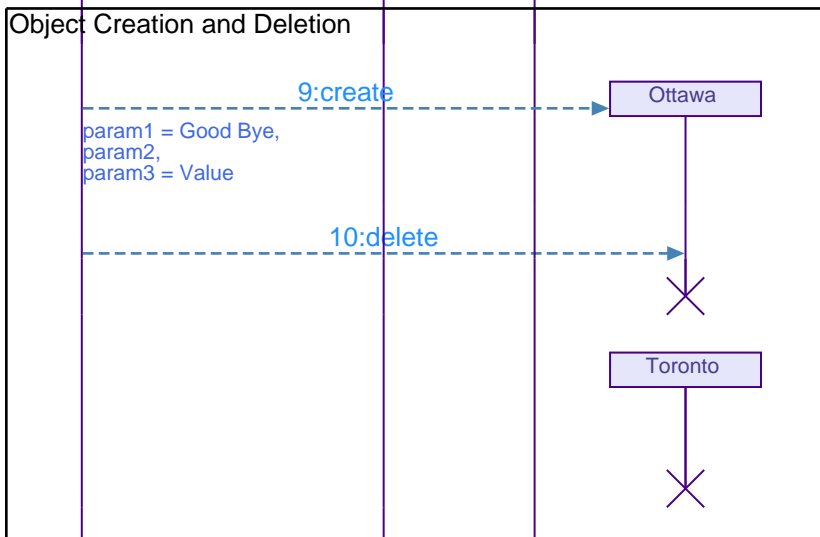 Object Creation and Deletion
9:create
Ottawa
param1 = Good Bye,
param2,
param3 = Value
10:delete
Toronto